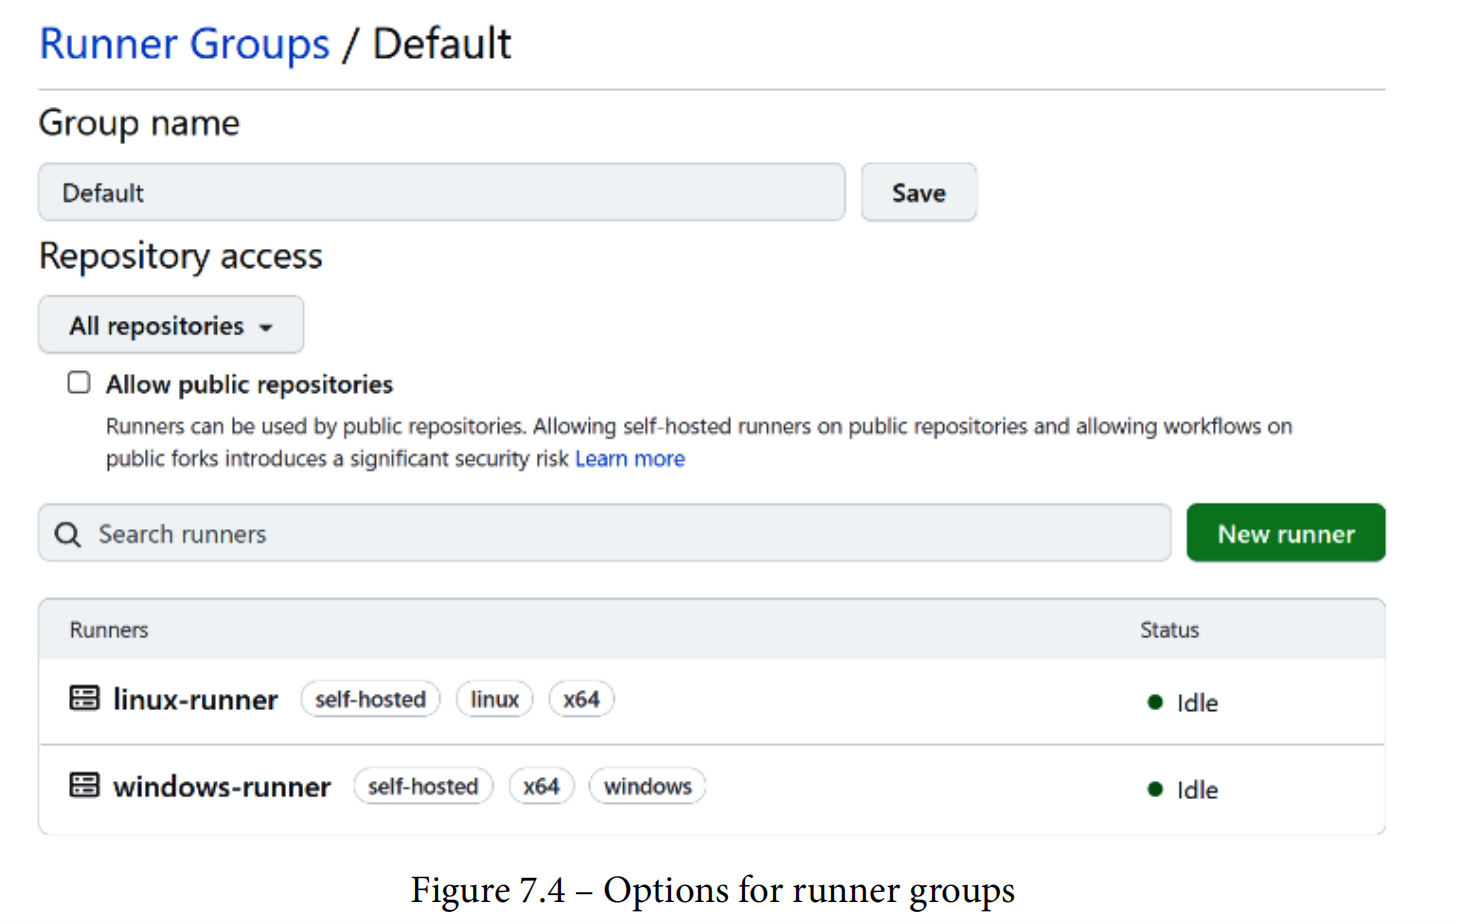 Runner Groups / Default
Group name
Default
Save
Repository access
All repositories
Allow public repositories
Runners can be used by public repositories. Allowing self-hosted runners on public repositories and allowing workflows on
public forks introduces a significant security risk Learn more
Search runners
New runner
Runners Status
linux-runner self-hosted linux x64 Idle
windows-runner self-hosted x64 windows Idle
Figure 7.4 – Options for runner groups